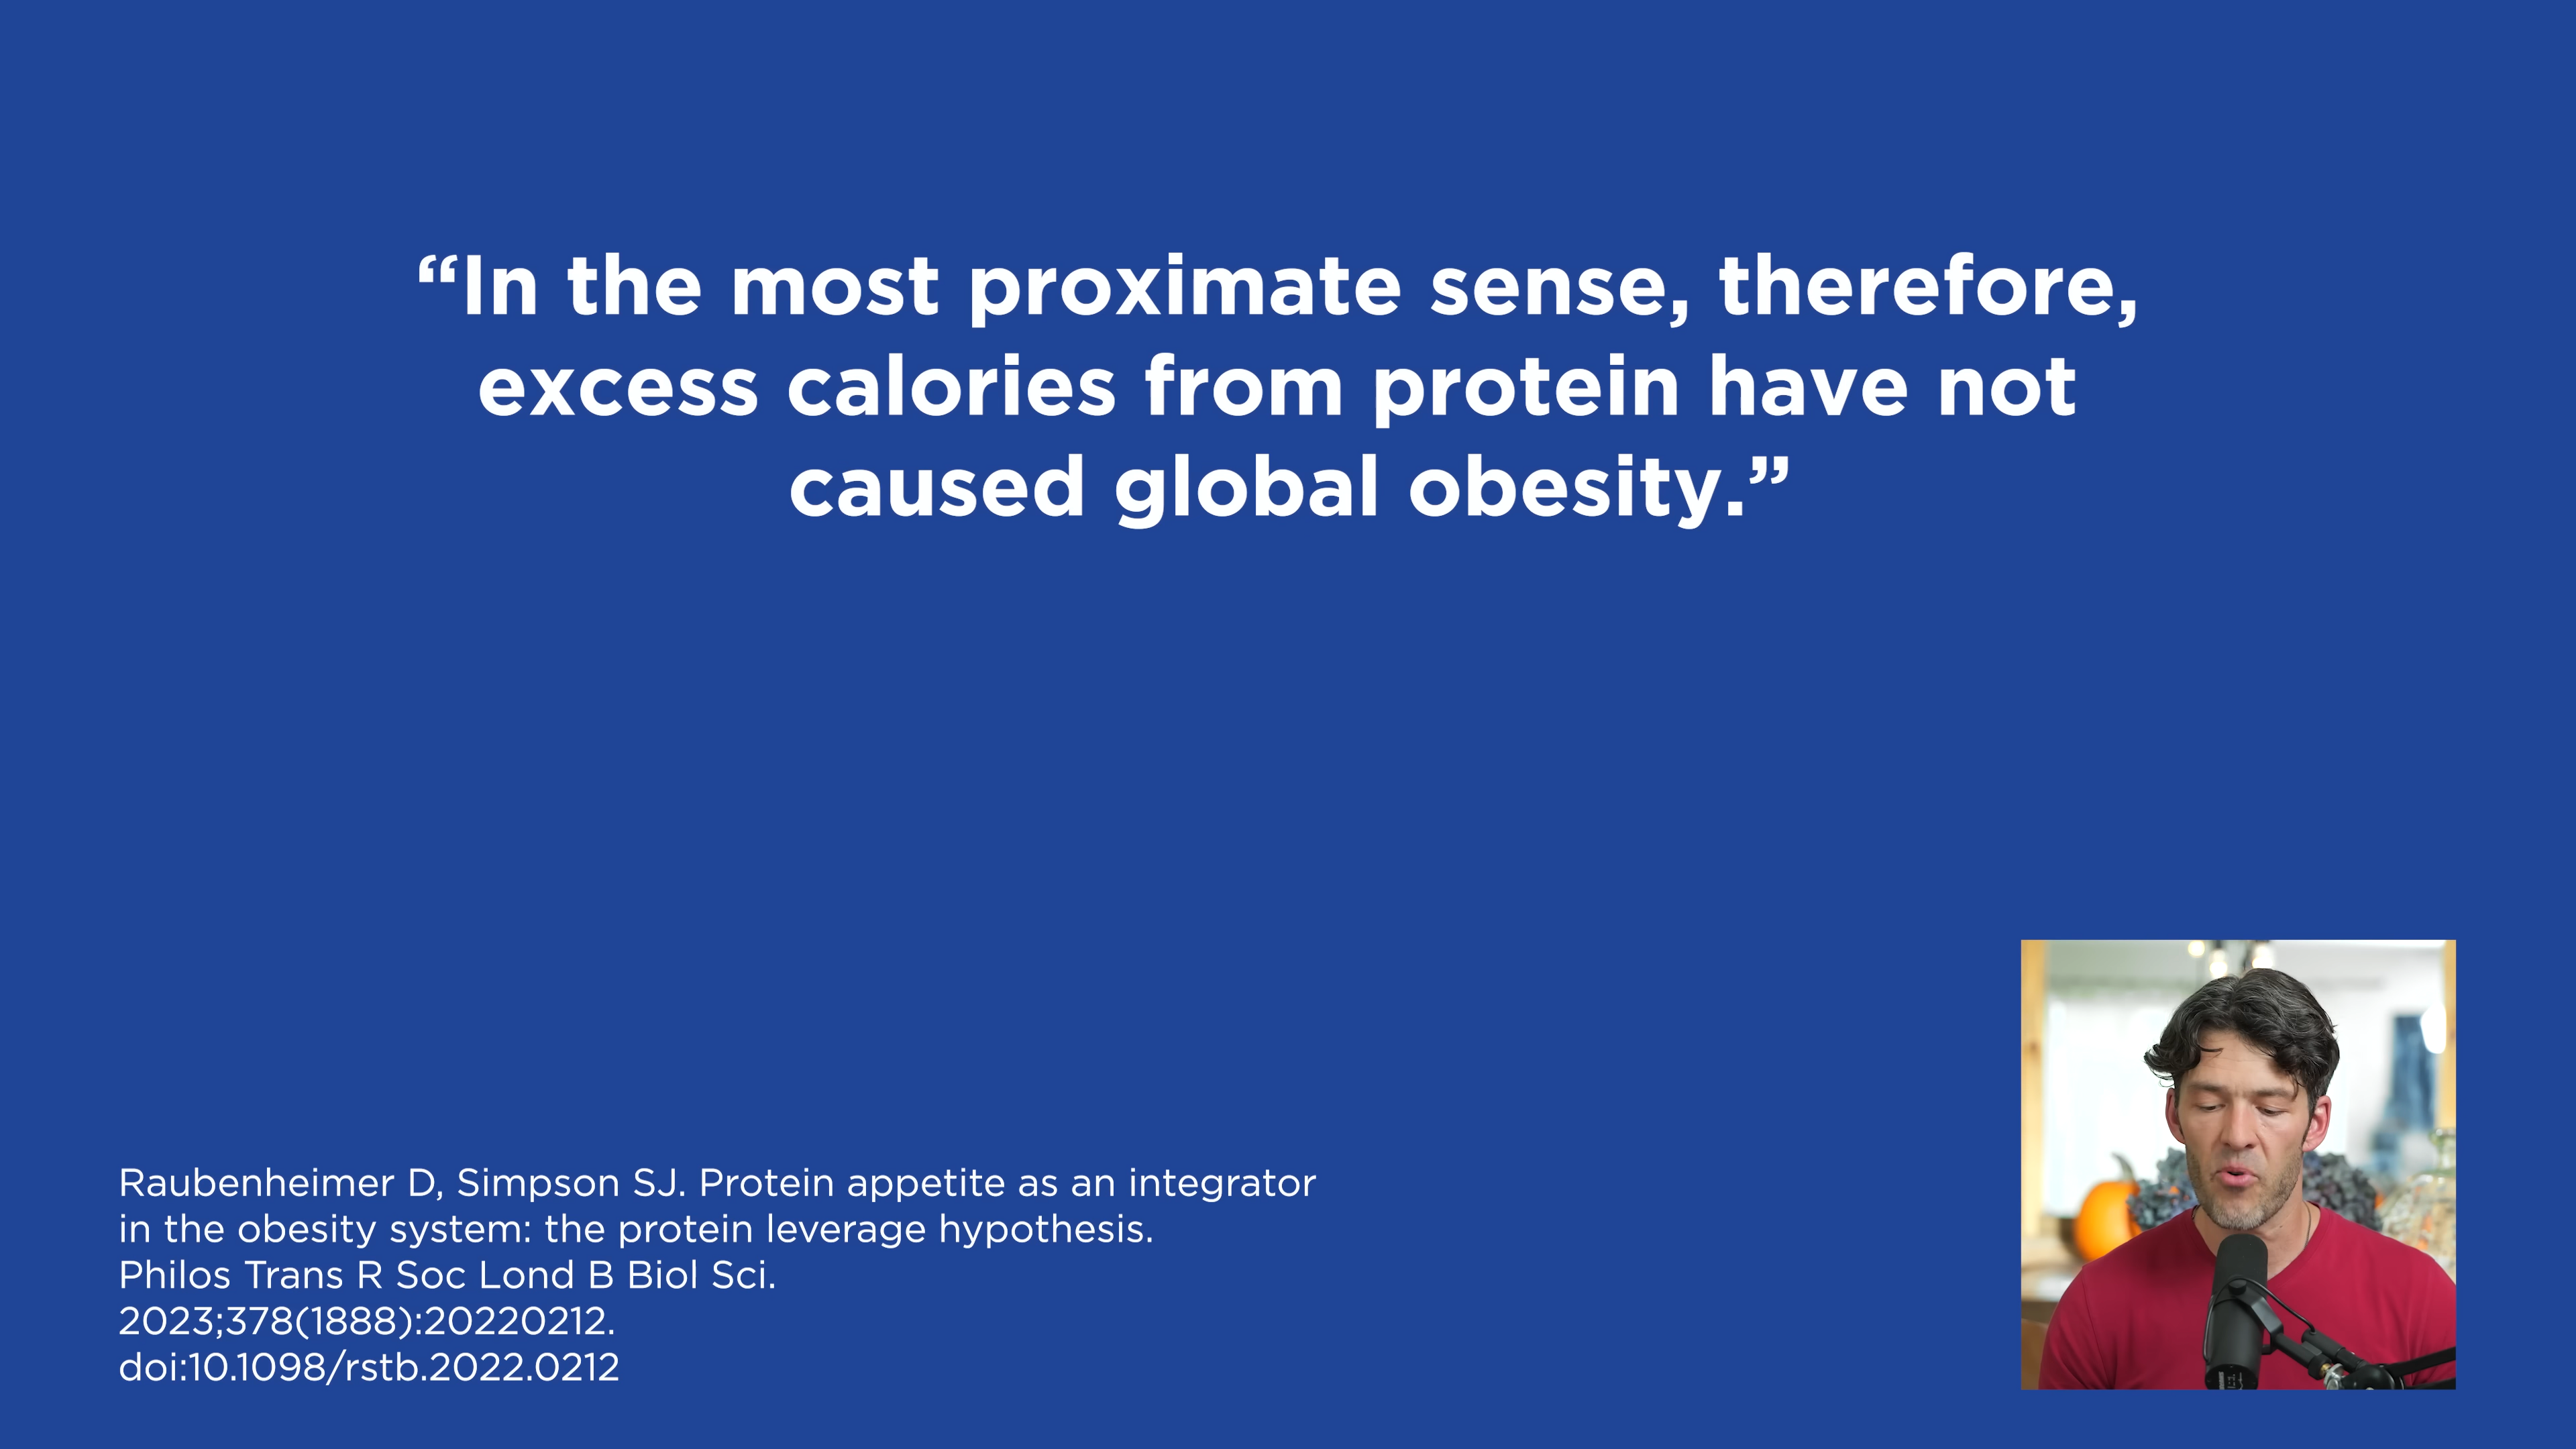 “In the most proximate sense, therefore,
excess calories from protein have not
caused global obesity.”
Raubenheimer D, Simpson SJ. Protein appetite as an integrator
in the obesity system: the protein leverage hypothesis.
Philos Trans R Soc Lond B Biol Sci.
2023;378(1888):20220212.
doi:10.1098/rstb.2022.0212